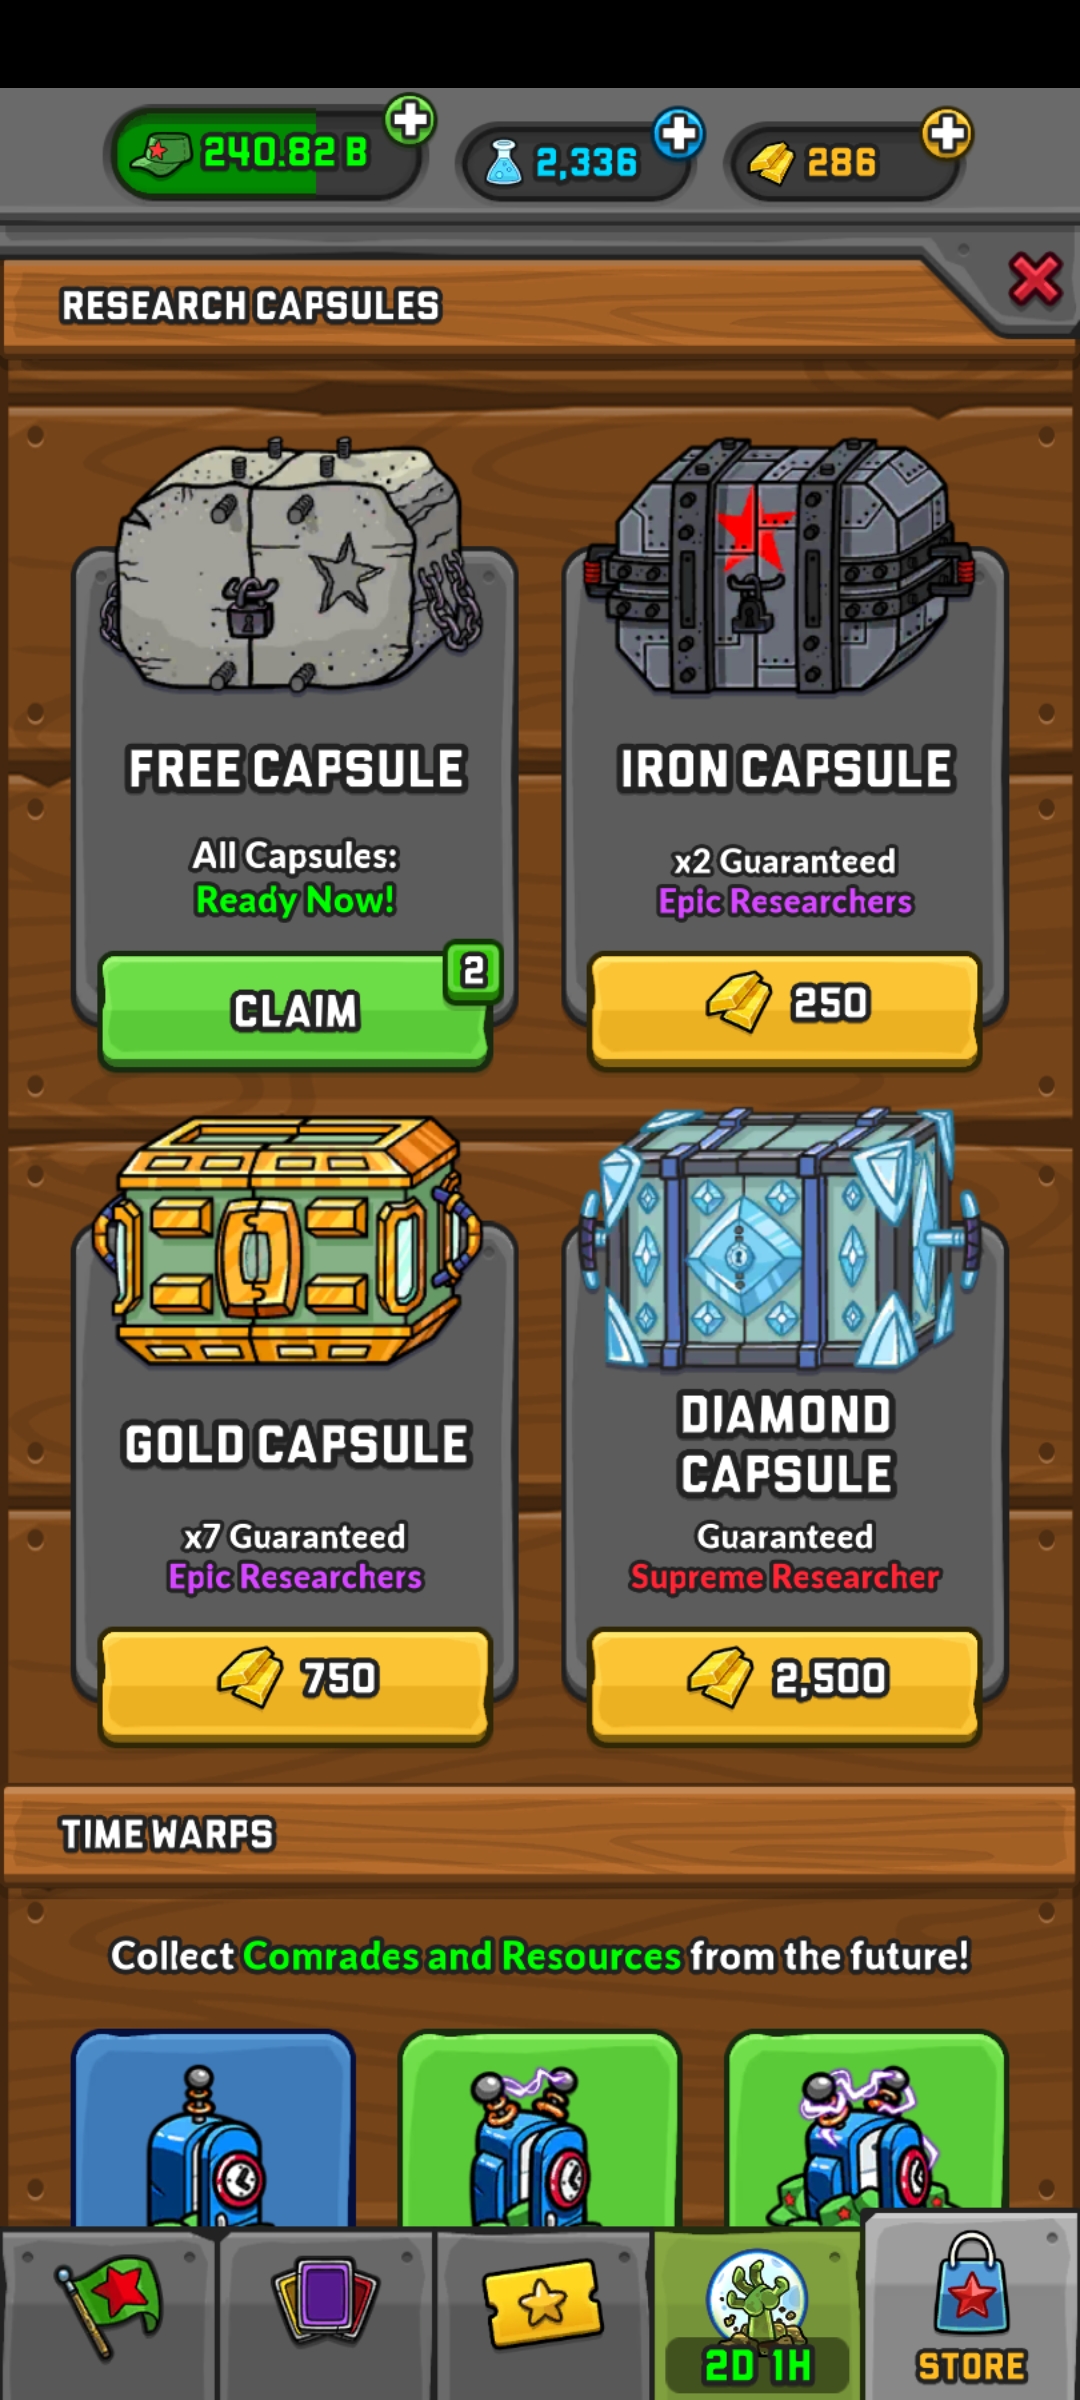 240.82 B
2,336
286
RESEARCH CAPSULES
FREE CAPSULE
All Capsules:
Ready Now!
2
CLAIM
IRON CAPSULE
x2 Guaranteed
Epic Researchers
250
GOLD CAPSULE
x7 Guaranteed
Epic Researchers
750
DIAMOND
CAPSULE
Guaranteed
Supreme Researcher
2,500
TIME WARPS
Collect Comrades and Resources from the future!
2D 1H
STORE